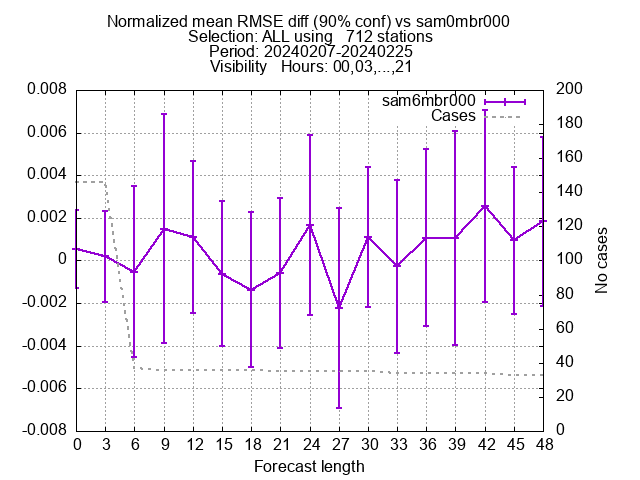 Normalized mean RMSE diff (90% conf) vs sam0mbr000
Selection: ALL using   712 stations
Period: 20240207-20240225
Visibility   Hours: 00,03,...,21
sam6mbr000
Cases
0.008
0.006
0.004
0.002
0
-0.002
-0.004
-0.006
-0.008
200
180
160
140
120
100
80
60
40
20
0
No cases
0 3 6 9 12 15 18 21 24 27 30 33 36 39 42 45 48
Forecast length